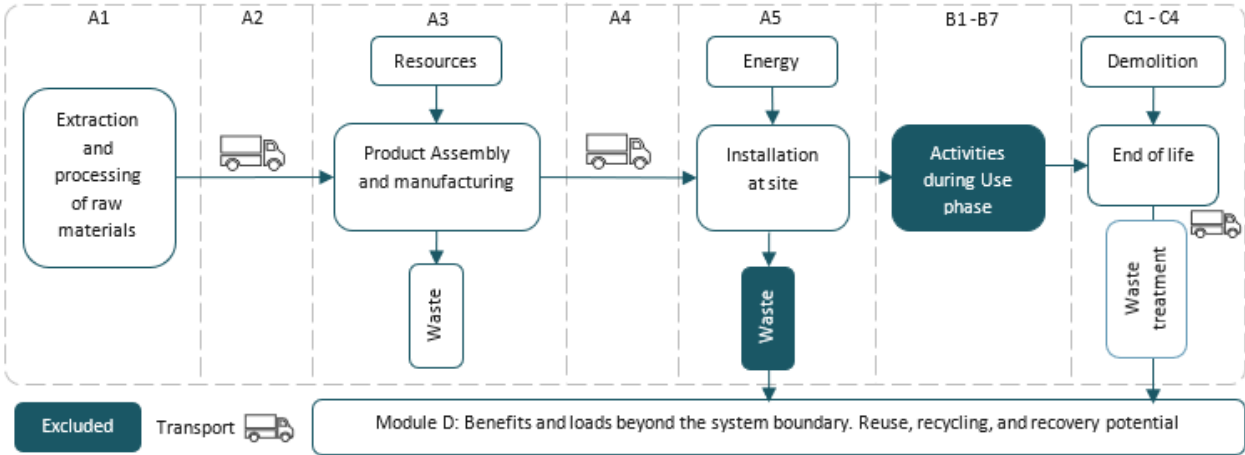 A1
A2
A3
A4
A5
B1 -B7
C1 - C4
Resources
Energy
Demolition
Extraction
and
processing
of raw
materials
Product Assembly
and manufacturing
Installation
at site
Activities
during Use
phase
End of life
Waste
Waste
Waste
treatment
Excluded
Transport
Module D: Benefits and loads beyond the system boundary. Reuse, recycling, and recovery potential